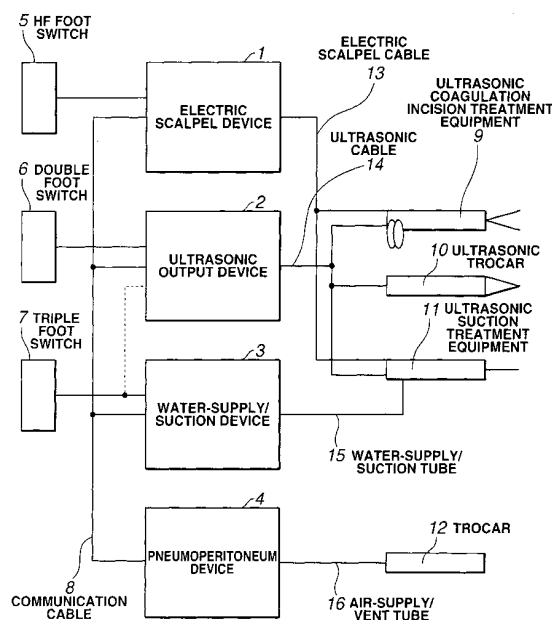 5 HF FOOT
SWITCH
1
ELECTRIC
SCALPEL DEVICE
ELECTRIC
SCALPEL CABLE
13
ULTRASONIC
CABLE
14
ULTRASONIC
COAGULATION
INCISION TREATMENT
EQUIPMENT
9
6 DOUBLE
FOOT
SWITCH
2
ULTRASONIC
OUTPUT DEVICE
10 ULTRASONIC
TROCAR
7 TRIPLE
FOOT
SWITCH
3
WATER-SUPPLY/
SUCTION DEVICE
11 ULTRASONIC
SUCTION
TREATMENT
EQUIPMENT
15 WATER-SUPPLY/
SUCTION TUBE
4
PNEUMOPERITONEUM
DEVICE
12 TROCAR
8
COMMUNICATION
CABLE
16 AIR-SUPPLY/
VENT TUBE